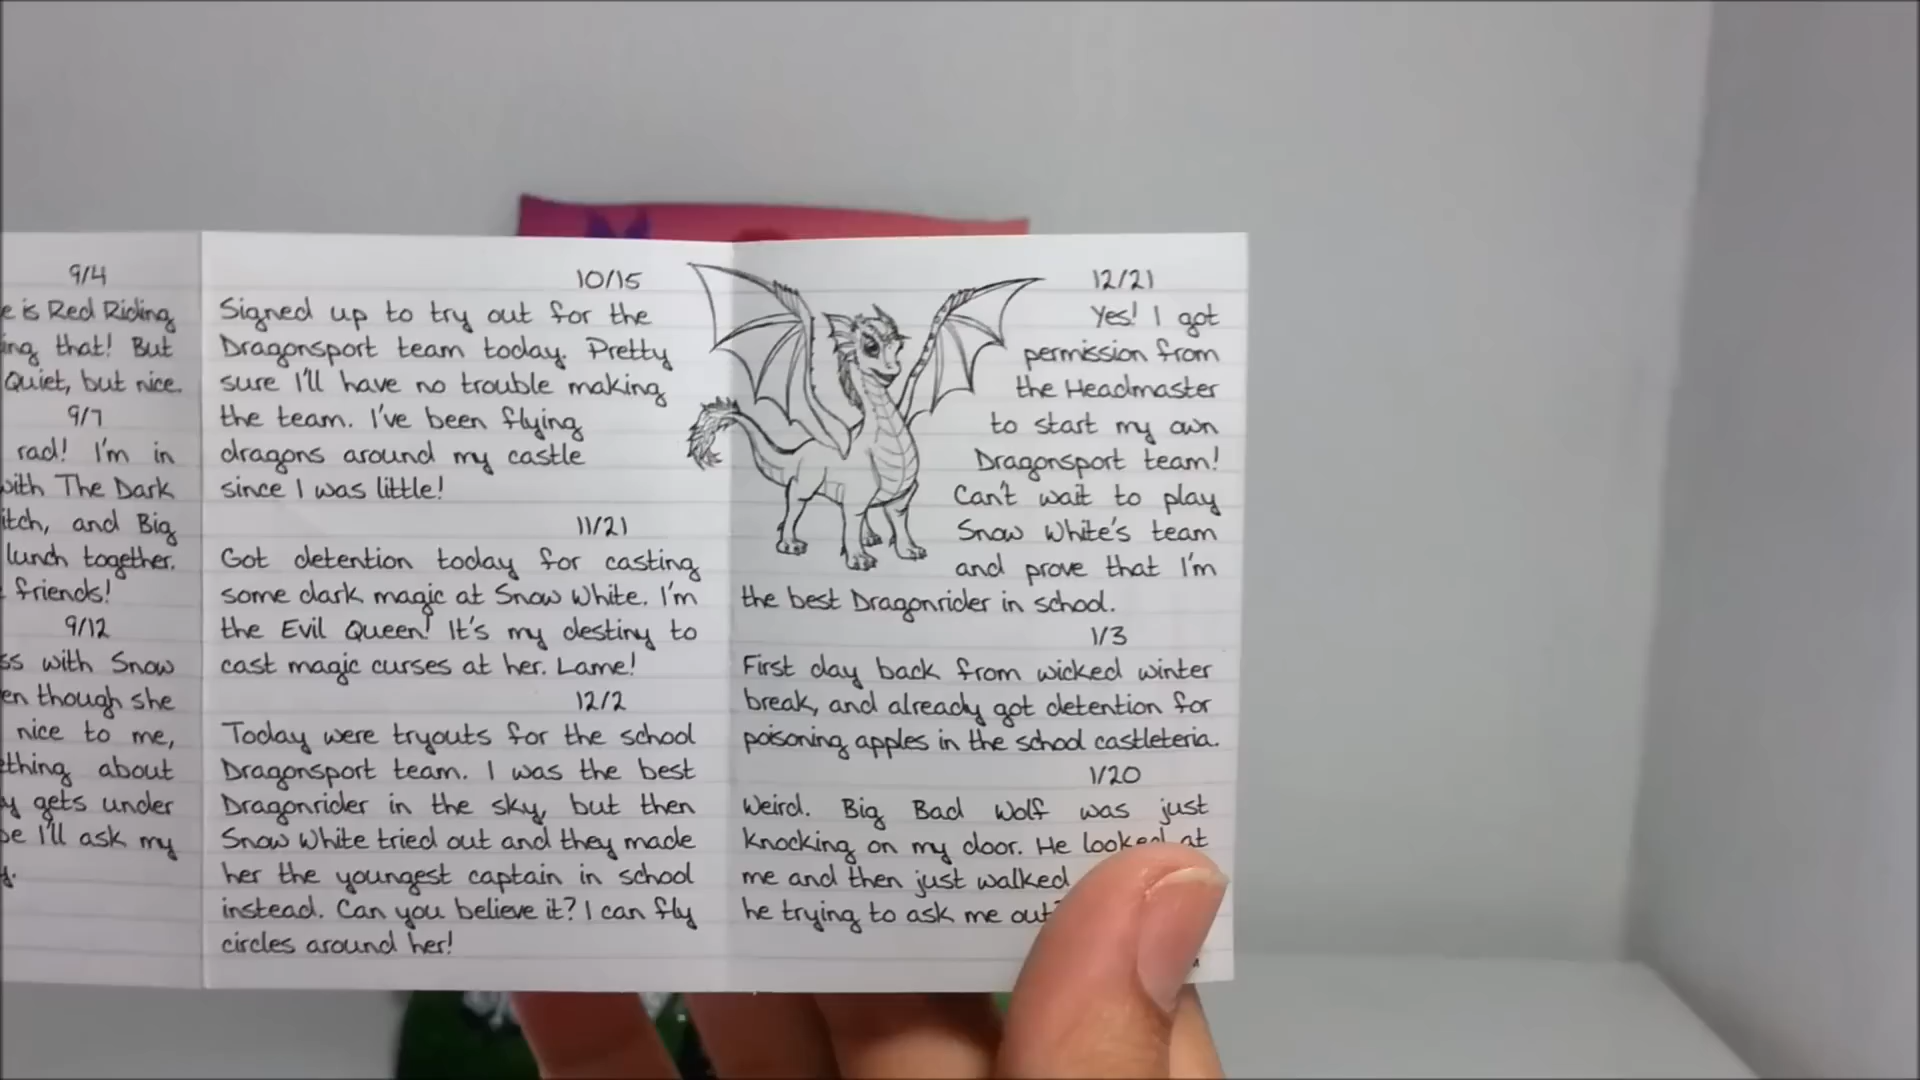 9/4
e is Red Riding
ing that! But
Quiet, but nice.
9/7
rad! I'm in
with The Dark
itch, and Big
lunch together.
friends!
9/12
ss with Snow
en though she
nice to me,
ething about
y gets under
be I'll ask my
10/15
Signed up to try out for the
Dragonsport team today. Pretty
sure I'll have no trouble making
the team. I've been flying
dragons around my castle
since I was little!
11/21
Got detention today for casting
some dark magic at Snow White. I'm
the Evil Queen! It's my destiny to
cast magic curses at her. Lame!
12/2
Today were tryouts for the school
Dragonsport team. I was the best
Dragonrider in the sky, but then
Snow White tried out and they made
her the youngest captain in school
instead. Can you believe it? I can fly
circles around her!
12/21
Yes! I got
permission from
the Headmaster
to start my own
Dragonsport team!
Can't wait to play
Snow White's team
and prove that I'm
the best Dragonrider in school.
1/3
First day back from wicked winter
break, and already got detention for
poisoning apples in the school castleteria.
1/20
Weird. Big Bad Wolf was just
knocking on my door. He looked at
me and then just walked
he trying to ask me out?